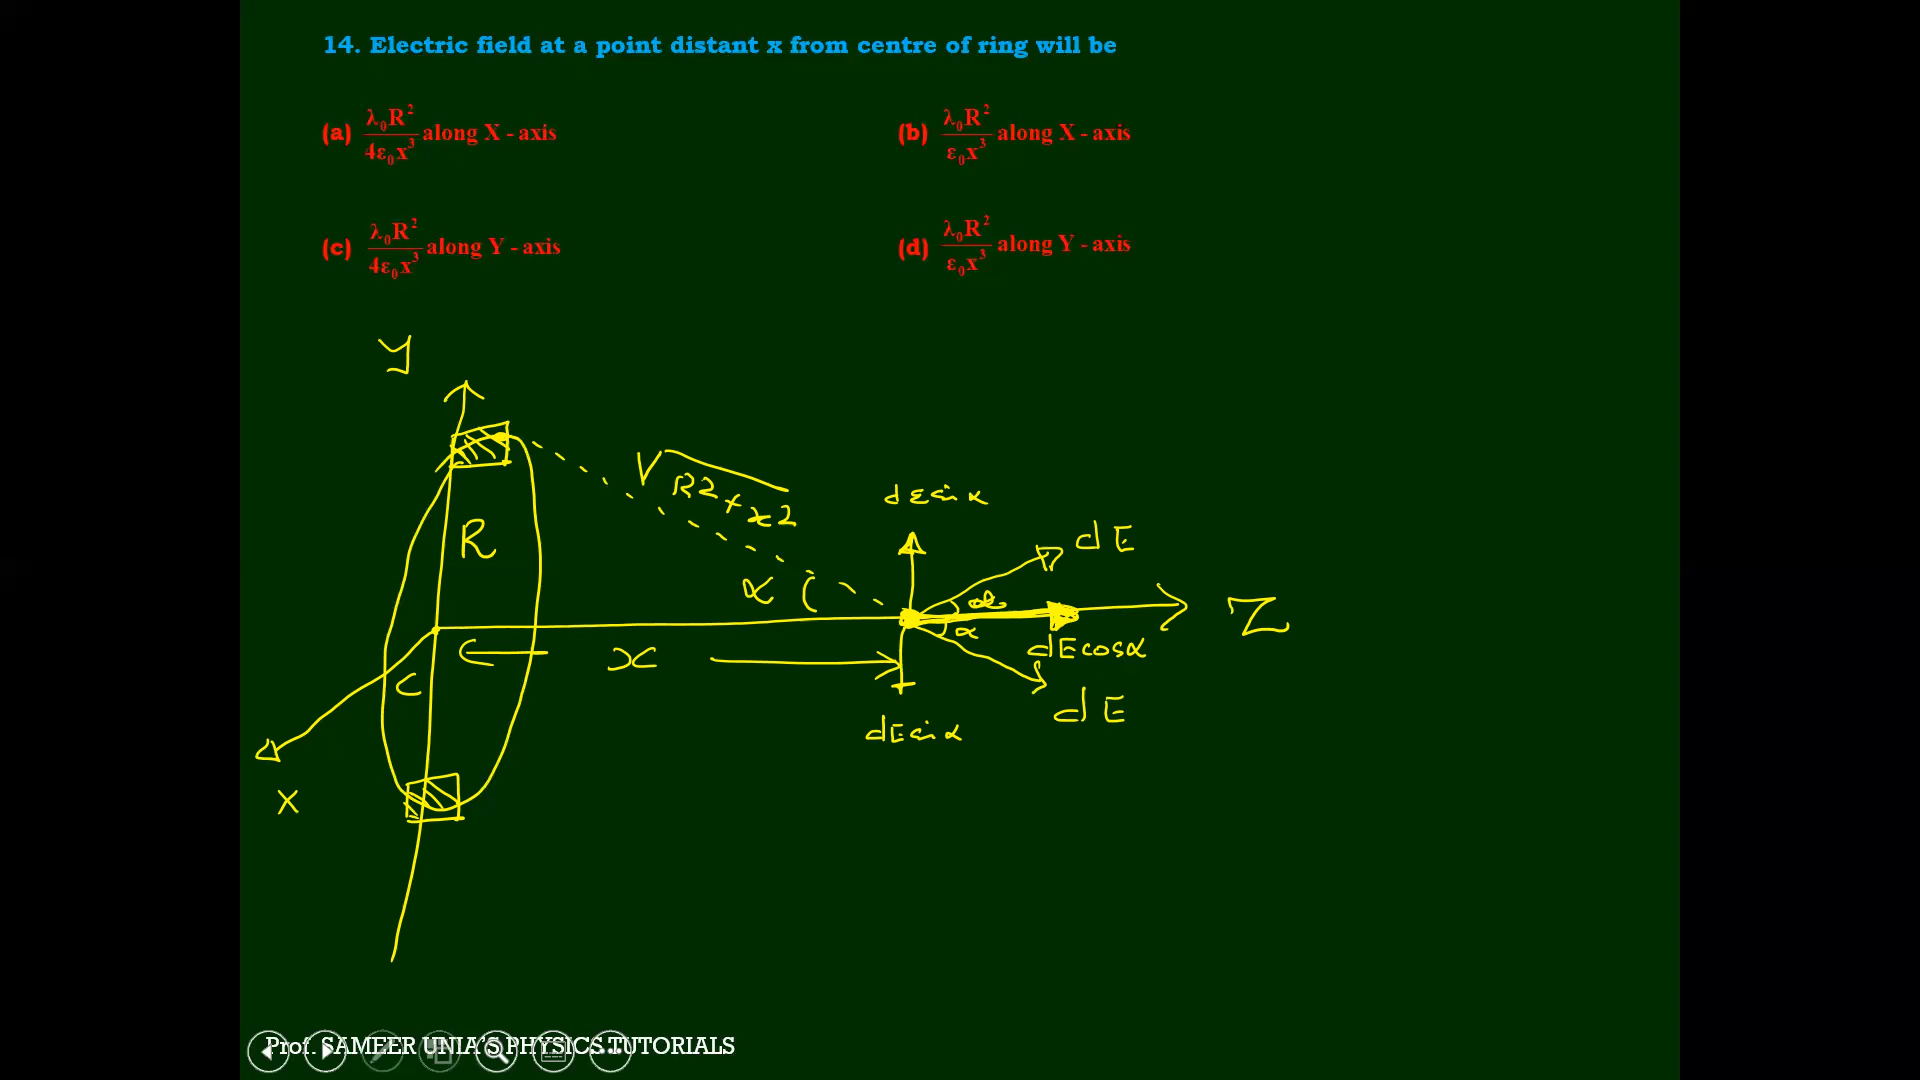 14. Electric field at a point distant x from centre of ring will be
(a) λ₀R² / 4ε₀x³ along X - axis
(b) λ₀R² / ε₀x³ along X - axis
(c) λ₀R² / 4ε₀x³ along Y - axis
(d) λ₀R² / ε₀x³ along Y - axis
y
√R2+x2
dE sin α
dE
R
α
α
Z
α
dE cos α
x
C
dE
dE sin α
X
Prof. SAMEER UNIA'S PHYSICS TUTORIALS